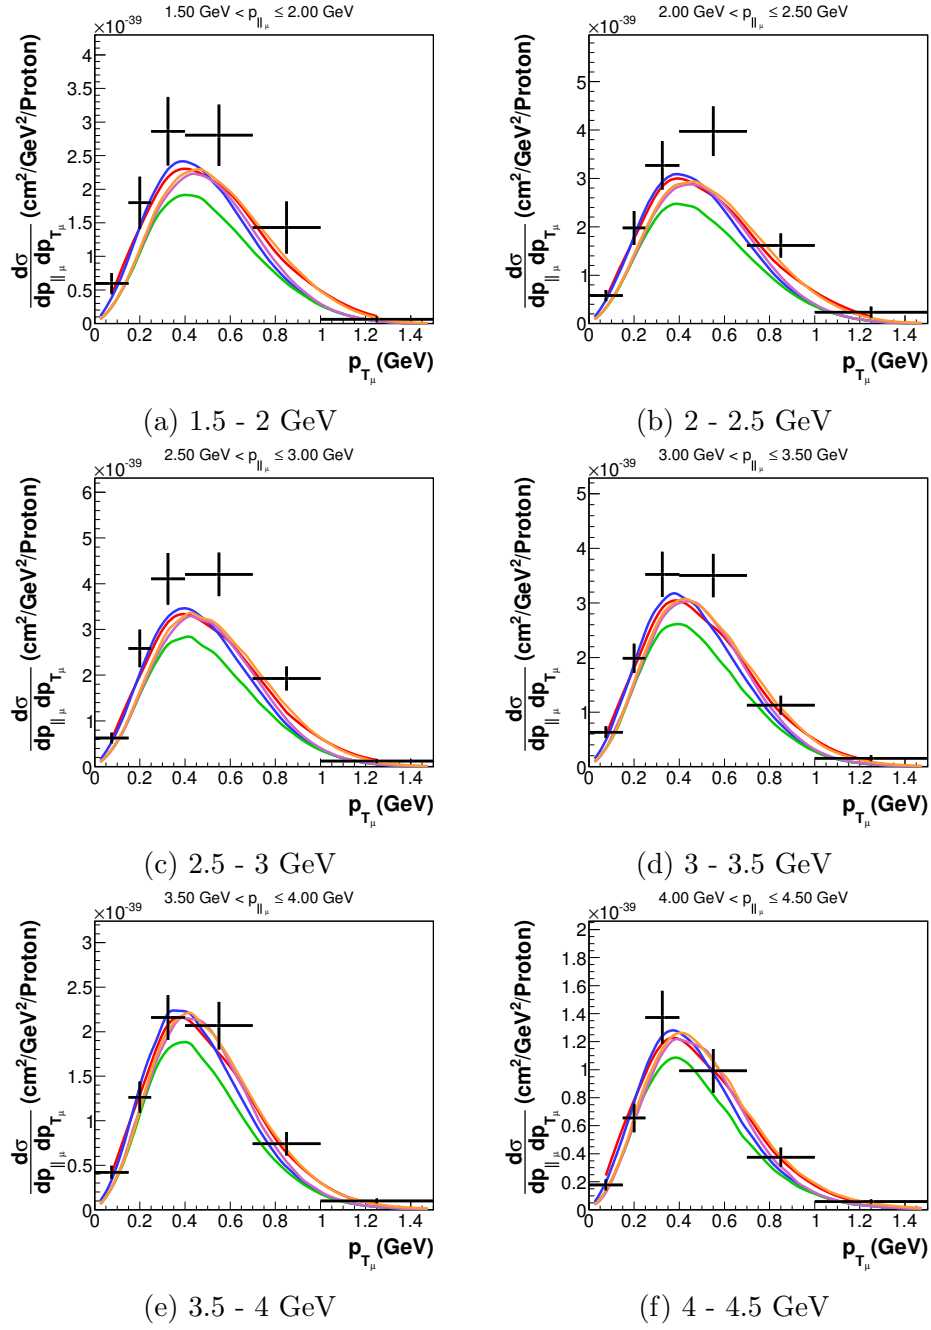 ×10⁻³⁹ 1.50 GeV < p||μ ≤ 2.00 GeV
dσ/dp||μ dpTμ (cm²/GeV²/Proton)
4
3.5
3
2.5
2
1.5
1
0.5
0
0 0.2 0.4 0.6 0.8 1 1.2 1.4
pTμ (GeV)
(a) 1.5 - 2 GeV
×10⁻³⁹ 2.00 GeV < p||μ ≤ 2.50 GeV
dσ/dp||μ dpTμ (cm²/GeV²/Proton)
5
4
3
2
1
0
0 0.2 0.4 0.6 0.8 1 1.2 1.4
pTμ (GeV)
(b) 2 - 2.5 GeV
×10⁻³⁹ 2.50 GeV < p||μ ≤ 3.00 GeV
dσ/dp||μ dpTμ (cm²/GeV²/Proton)
6
5
4
3
2
1
0
0 0.2 0.4 0.6 0.8 1 1.2 1.4
pTμ (GeV)
(c) 2.5 - 3 GeV
×10⁻³⁹ 3.00 GeV < p||μ ≤ 3.50 GeV
dσ/dp||μ dpTμ (cm²/GeV²/Proton)
5
4
3
2
1
0
0 0.2 0.4 0.6 0.8 1 1.2 1.4
pTμ (GeV)
(d) 3 - 3.5 GeV
×10⁻³⁹ 3.50 GeV < p||μ ≤ 4.00 GeV
dσ/dp||μ dpTμ (cm²/GeV²/Proton)
3
2.5
2
1.5
1
0.5
0
0 0.2 0.4 0.6 0.8 1 1.2 1.4
pTμ (GeV)
(e) 3.5 - 4 GeV
×10⁻³⁹ 4.00 GeV < p||μ ≤ 4.50 GeV
dσ/dp||μ dpTμ (cm²/GeV²/Proton)
2
1.8
1.6
1.4
1.2
1
0.8
0.6
0.4
0.2
0
0 0.2 0.4 0.6 0.8 1 1.2 1.4
pTμ (GeV)
(f) 4 - 4.5 GeV